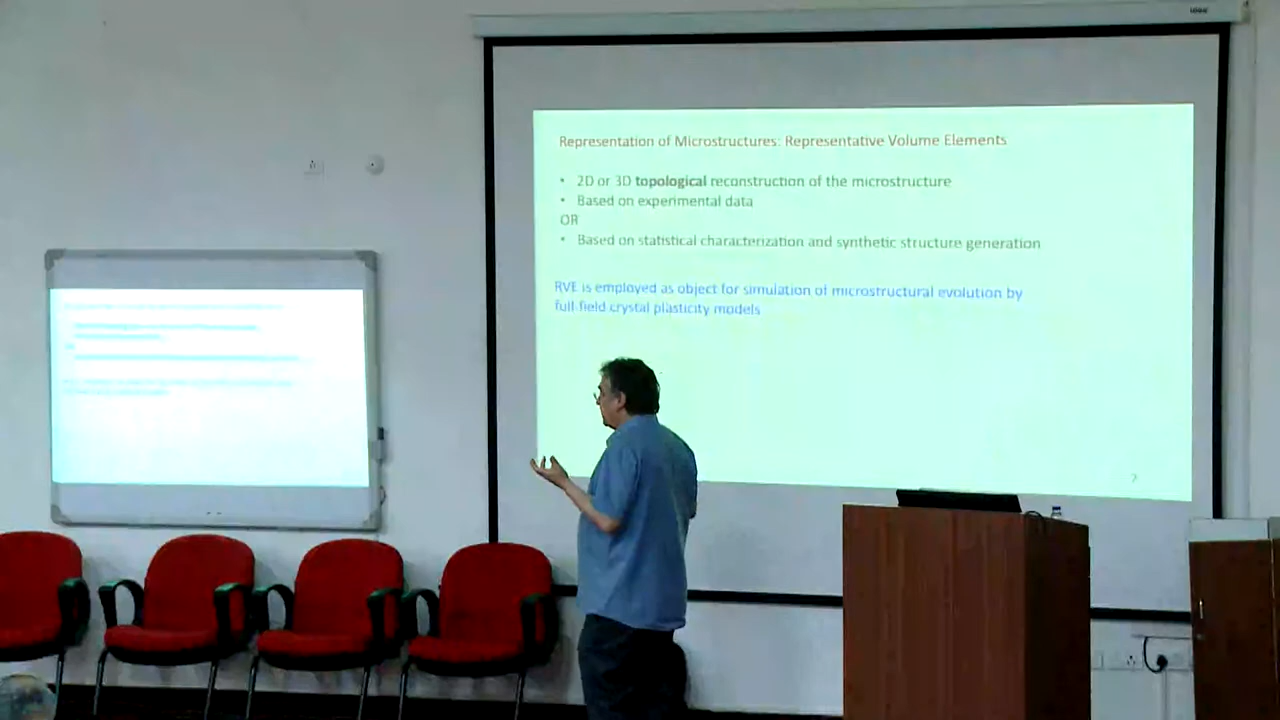 Representation of Microstructures: Representative Volume Elements
• 2D or 3D topological reconstruction of the microstructure
• Based on experimental data
OR
• Based on statistical characterization and synthetic structure generation
RVE is employed as object for simulation of microstructural evolution by
full-field crystal plasticity models
7